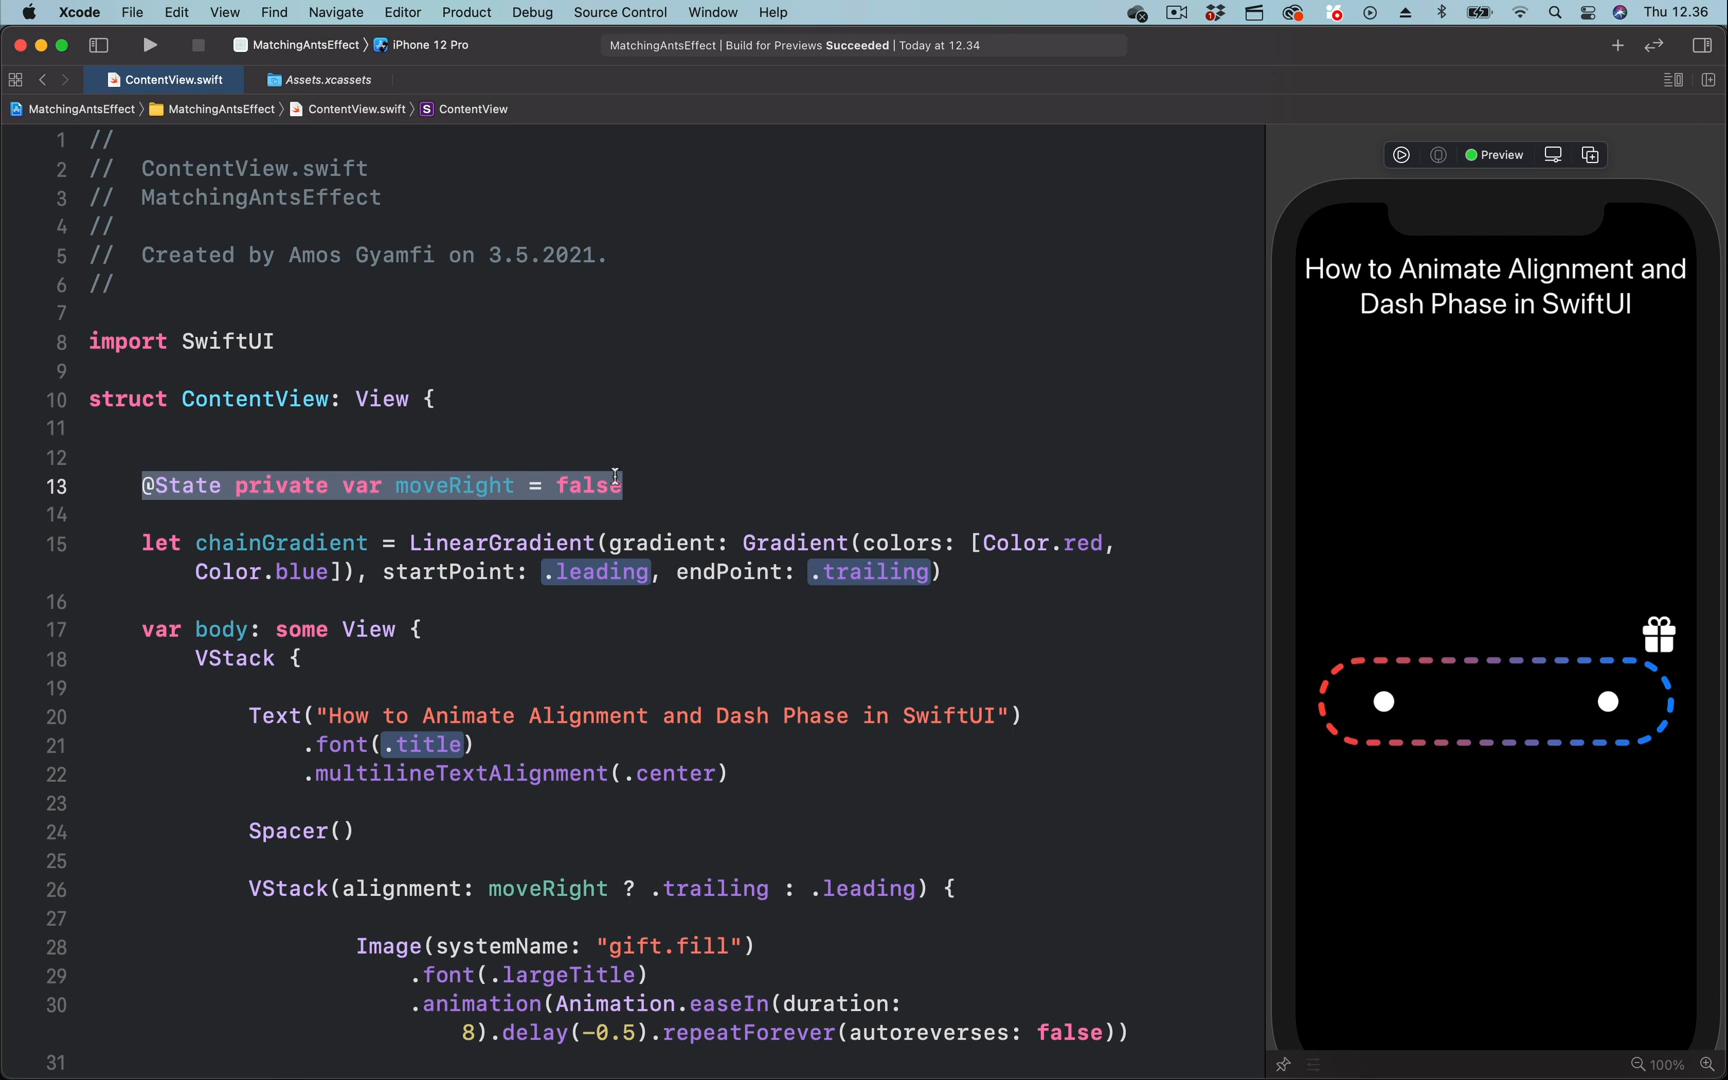 Xcode File Edit View Find Navigate Editor Product Debug Source Control Window Help Thu 12.36
MatchingAntsEffect iPhone 12 Pro MatchingAntsEffect | Build for Previews Succeeded | Today at 12.34
ContentView.swift Assets.xcassets
MatchingAntsEffect MatchingAntsEffect ContentView.swift S ContentView
1 //
2 // ContentView.swift
3 // MatchingAntsEffect
4 //
5 // Created by Amos Gyamfi on 3.5.2021.
6 //
7
8 import SwiftUI
9
10 struct ContentView: View {
11
12
13 @State private var moveRight = false
14
15 let chainGradient = LinearGradient(gradient: Gradient(colors: [Color.red,
Color.blue]), startPoint: .leading, endPoint: .trailing)
16
17 var body: some View {
18 VStack {
19
20 Text("How to Animate Alignment and Dash Phase in SwiftUI")
21 .font(.title)
22 .multilineTextAlignment(.center)
23
24 Spacer()
25
26 VStack(alignment: moveRight ? .trailing : .leading) {
27
28 Image(systemName: "gift.fill")
29 .font(.largeTitle)
30 .animation(Animation.easeIn(duration:
8).delay(-0.5).repeatForever(autoreverses: false))
31
Preview
How to Animate Alignment and
Dash Phase in SwiftUI
100%